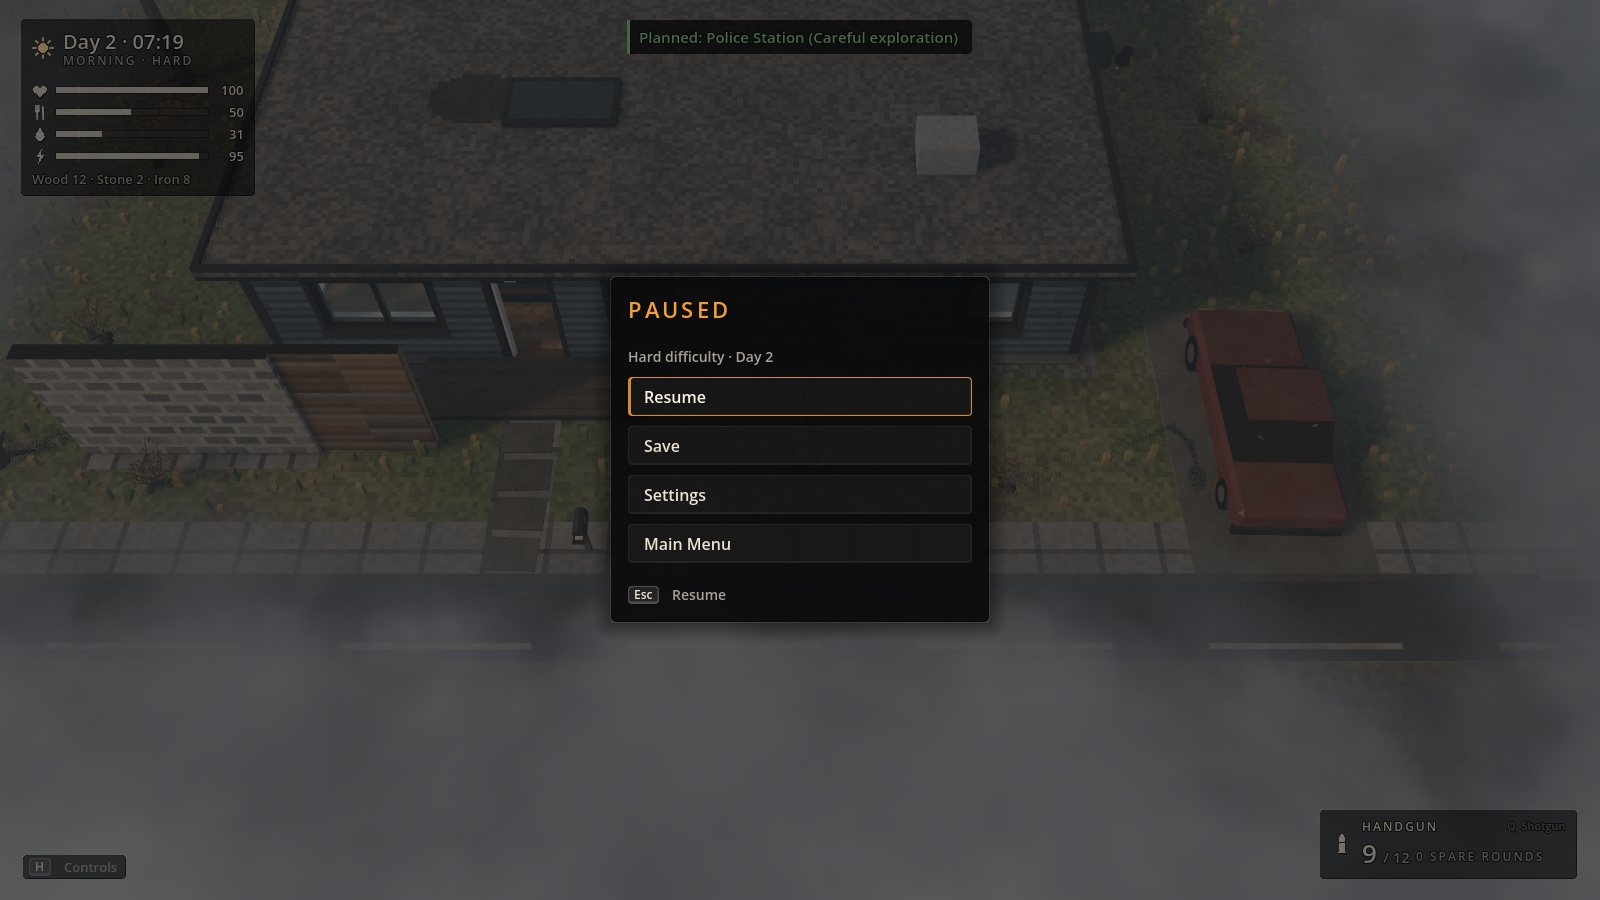 Day 2 · 07:19
MORNING · HARD
100
50
31
95
Wood 12 · Stone 2 · Iron 8
Planned: Police Station (Careful exploration)
PAUSED
Hard difficulty · Day 2
Resume
Save
Settings
Main Menu
Esc Resume
H Controls
HANDGUN Q Shotgun
9 / 12 0 SPARE ROUNDS